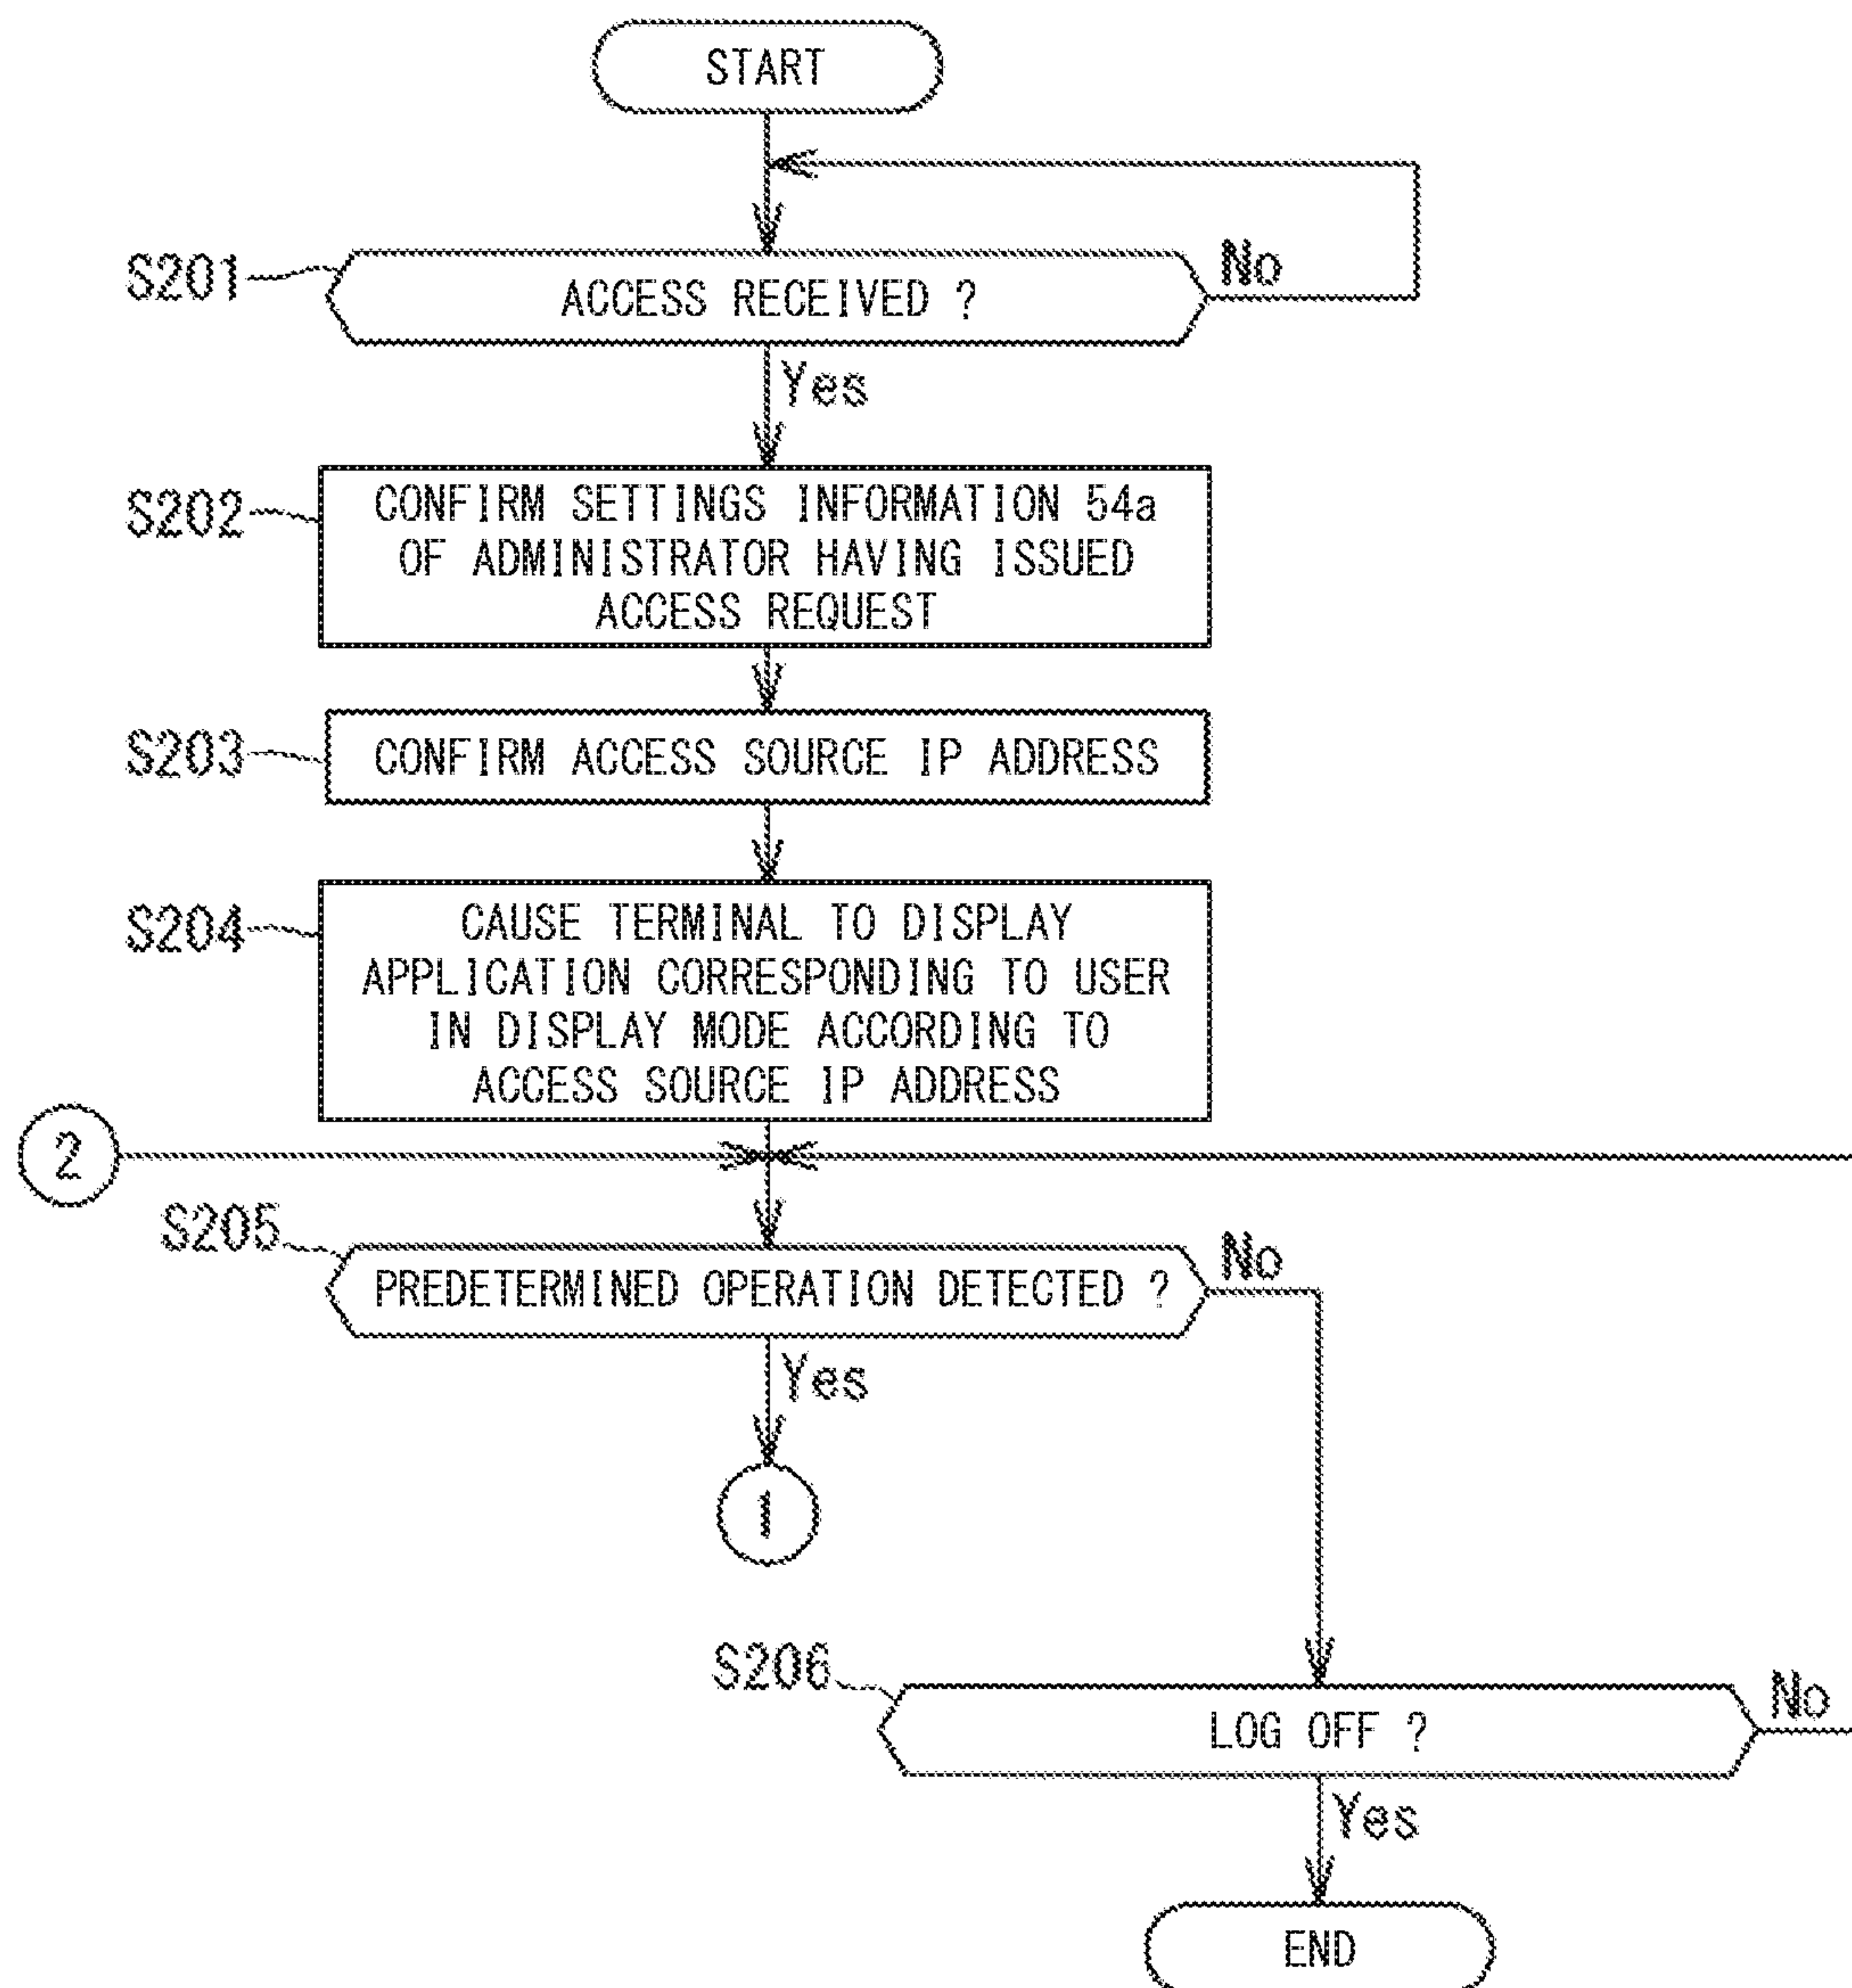 START
S201
ACCESS RECEIVED ?
No
Yes
S202
CONFIRM SETTINGS INFORMATION 54a
OF ADMINISTRATOR HAVING ISSUED
ACCESS REQUEST
S203
CONFIRM ACCESS SOURCE IP ADDRESS
S204
CAUSE TERMINAL TO DISPLAY
APPLICATION CORRESPONDING TO USER
IN DISPLAY MODE ACCORDING TO
ACCESS SOURCE IP ADDRESS
2
S205
PREDETERMINED OPERATION DETECTED ?
No
Yes
1
S206
LOG OFF ?
No
Yes
END